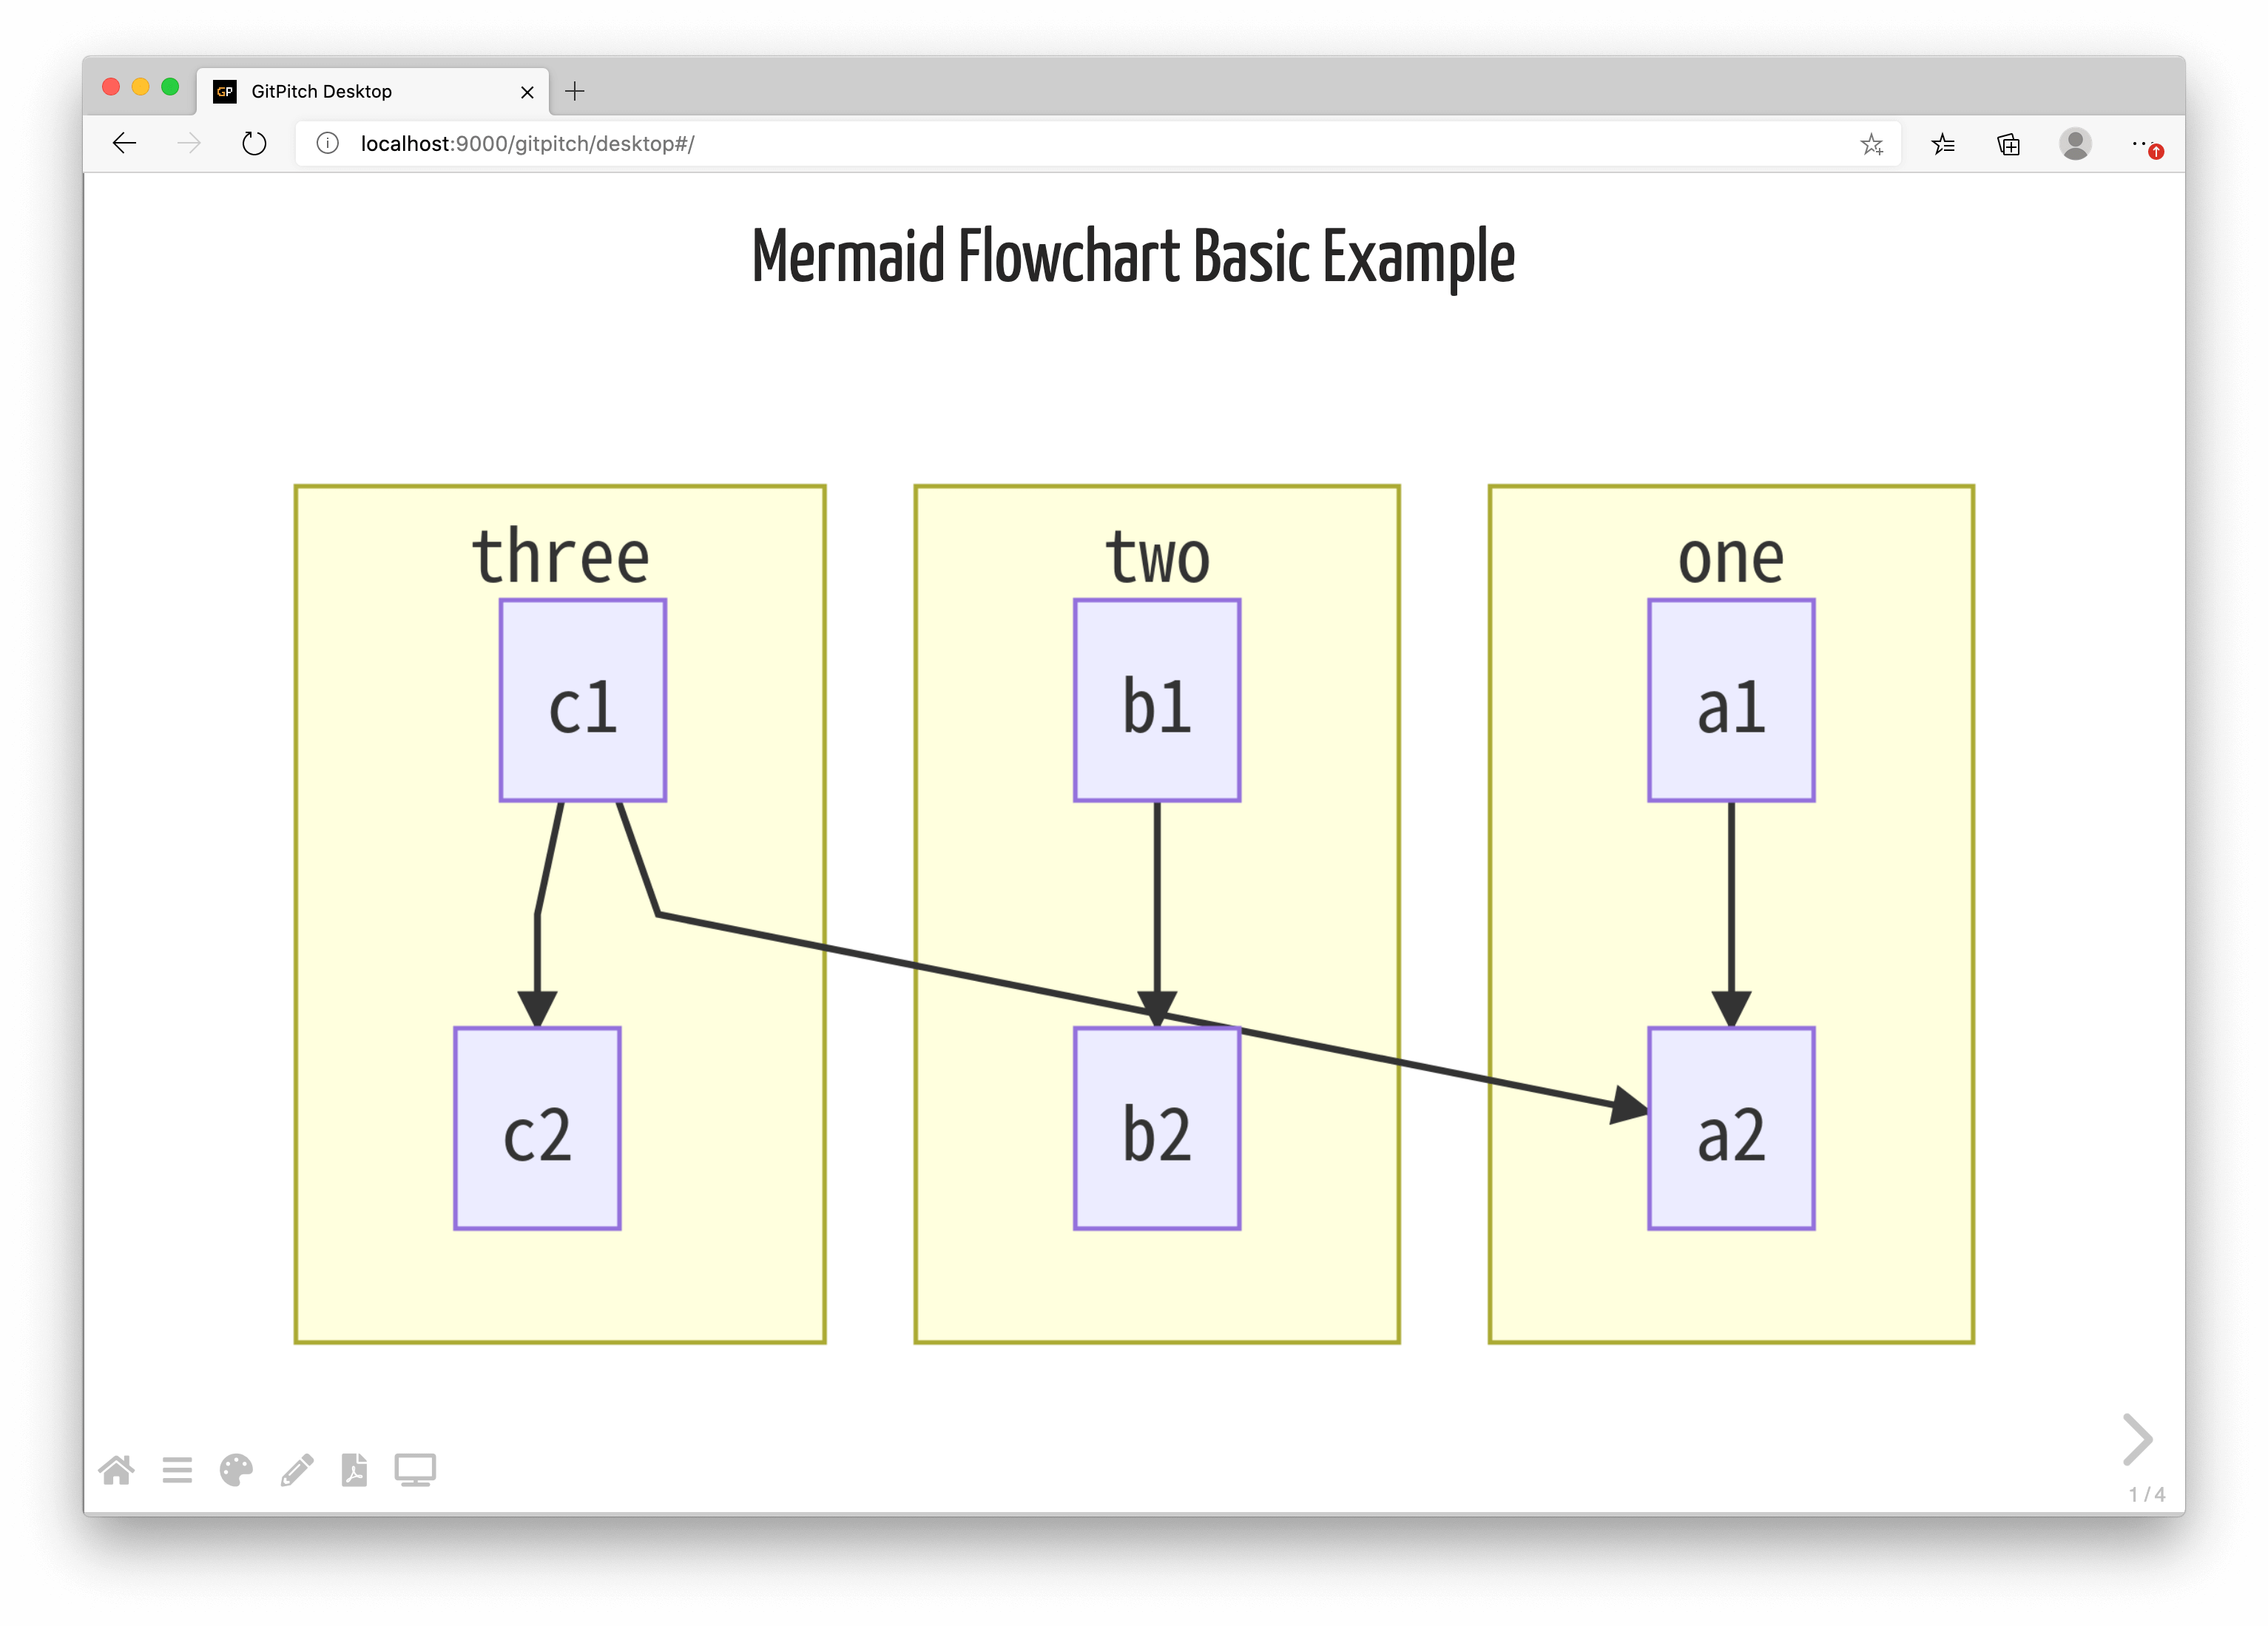 GP GitPitch Desktop
localhost:9000/gitpitch/desktop#/
Mermaid Flowchart Basic Example
three two one
c1 b1 a1
c2 b2 a2
1 / 4